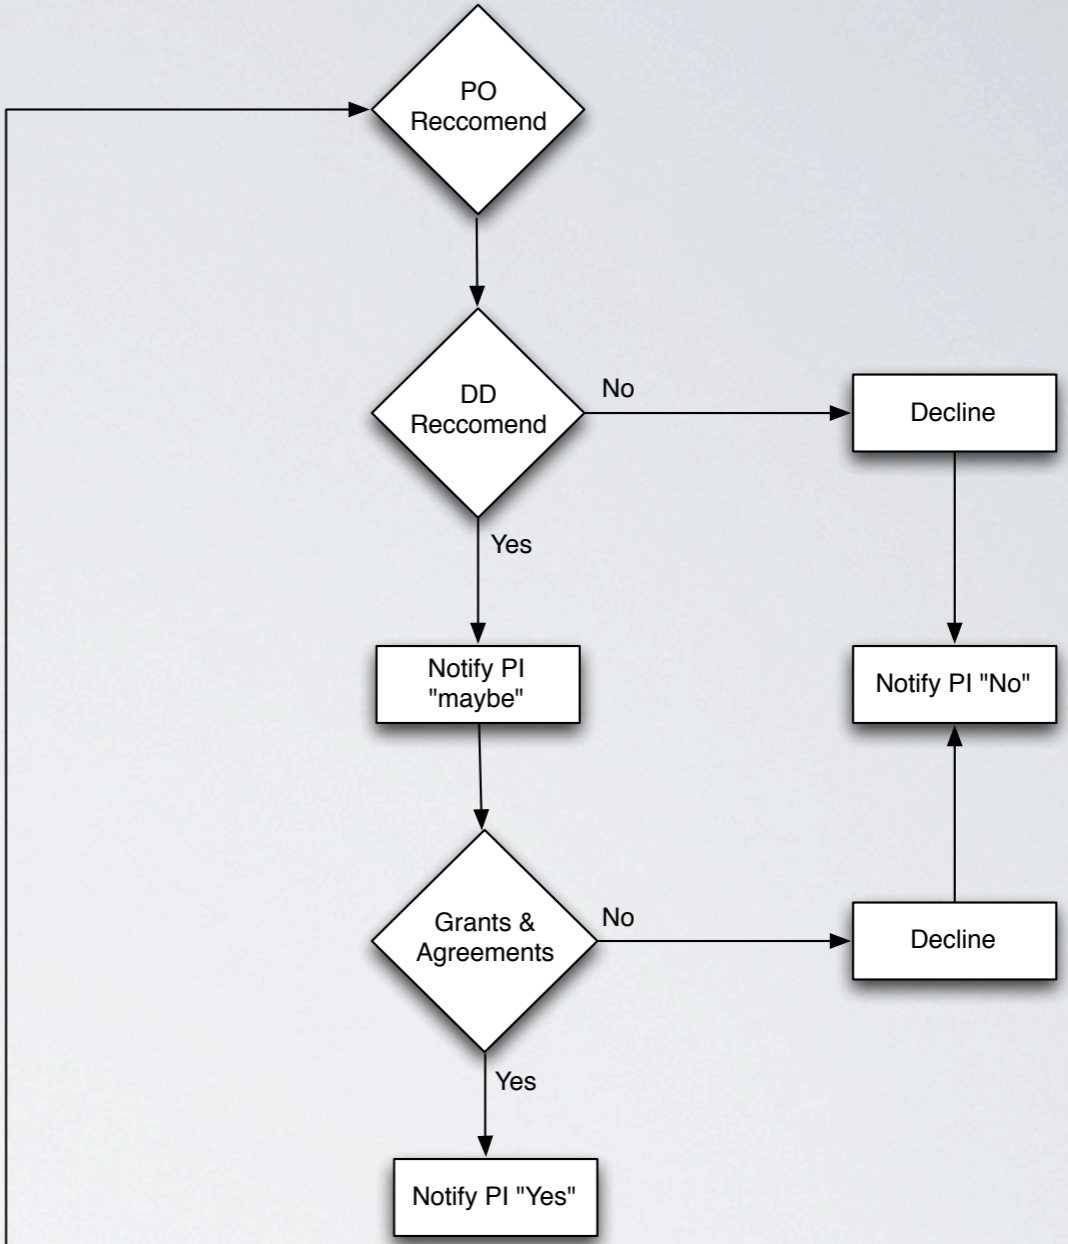 PO
Reccomend
DD
Reccomend
No
Decline
Yes
Notify PI
"maybe"
Notify PI "No"
Grants &
Agreements
No
Decline
Yes
Notify PI "Yes"